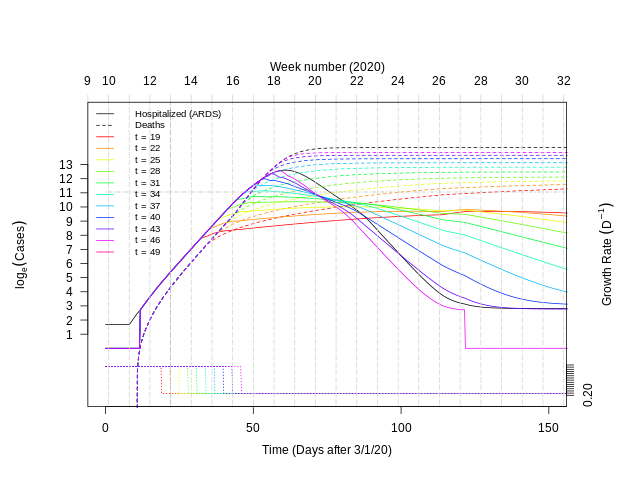 Week number (2020)
9 10 12 14 16 18 20 22 24 26 28 30 32
Hospitalized (ARDS)
Deaths
t = 19
t = 22
t = 25
t = 28
t = 31
t = 34
t = 37
t = 40
t = 43
t = 46
t = 49
13
12
11
10
9
8
7
6
5
4
3
2
1
logₑ(Cases)
Growth Rate (D⁻¹)
0.20
0 50 100 150
Time (Days after 3/1/20)